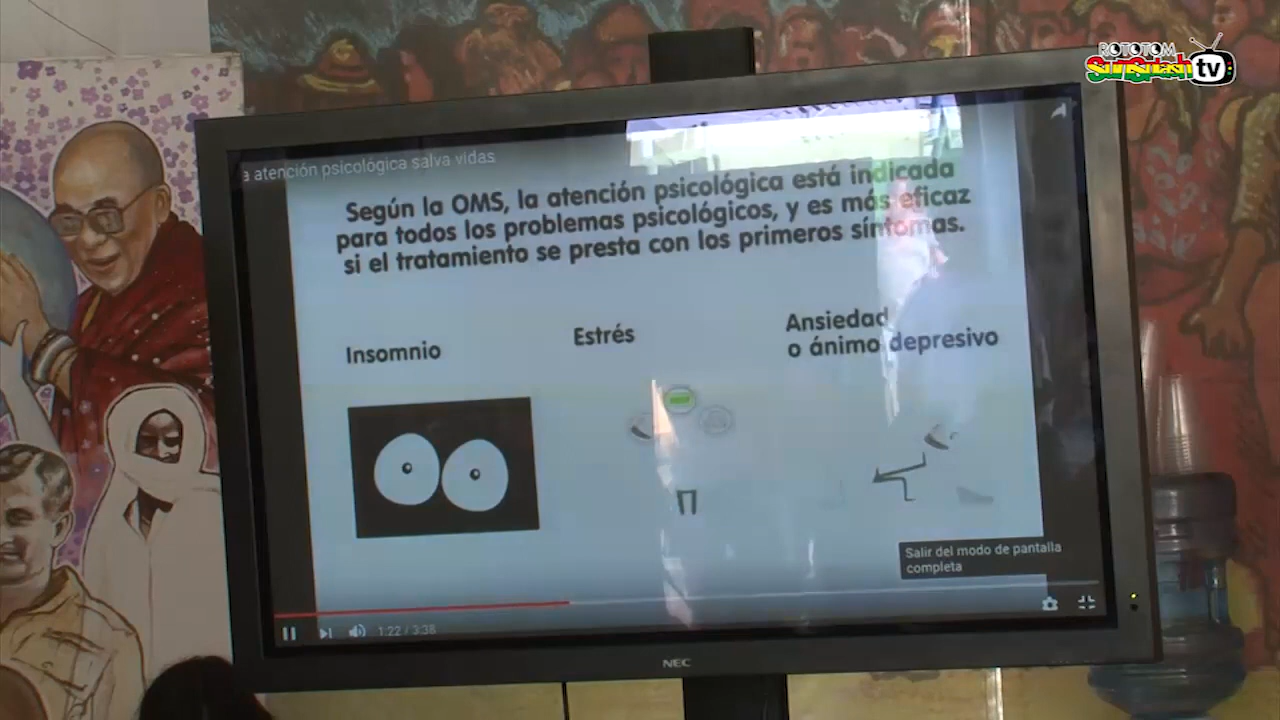 ROTOTOM
SunSplash tv
a atención psicológica salva vidas
Según la OMS, la atención psicológica está indicada
para todos los problemas psicológicos, y es más eficaz
si el tratamiento se presta con los primeros síntomas.
Insomnio
Estrés
Ansiedad
o ánimo depresivo
Salir del modo de pantalla
completa
1:22 / 3:38
NEC